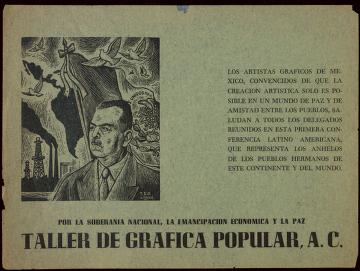 LOS ARTISTAS GRAFICOS DE ME-
XICO, CONVENCIDOS DE QUE LA
CREACION ARTISTICA SOLO ES PO-
SIBLE EN UN MUNDO DE PAZ Y DE
AMISTAD ENTRE LOS PUEBLOS, SA-
LUDAN A TODOS LOS DELEGADOS
REUNIDOS EN ESTA PRIMERA CON-
FERENCIA LATINO AMERICANA,
QUE REPRESENTA LOS ANHELOS
DE LOS PUEBLOS HERMANOS DE
ESTE CONTINENTE Y DEL MUNDO.
POR LA SOBERANIA NACIONAL, LA EMANCIPACION ECONOMICA Y LA PAZ
TALLER DE GRAFICA POPULAR, A. C.